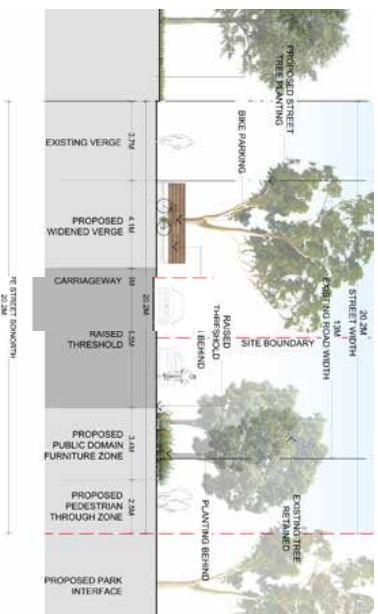 PROPOSED STREET
TREE PLANTING
BIKE PARKING
20.2M
STREET WIDTH
13M
EXISTING ROAD WIDTH
SITE BOUNDARY
RAISED
THRESHOLD
BEHIND
EXISTING TREE
RETAINED
PLANTING BEHIND
3.7M
EXISTING VERGE
4.1M
PROPOSED
WIDENED VERGE
CARRIAGEWAY
20.2M
RAISED
THRESHOLD
3.4M
PROPOSED
PUBLIC DOMAIN
FURNITURE ZONE
2.5M
PROPOSED
PEDESTRIAN
THROUGH ZONE
PROPOSED PARK
INTERFACE
20.2M